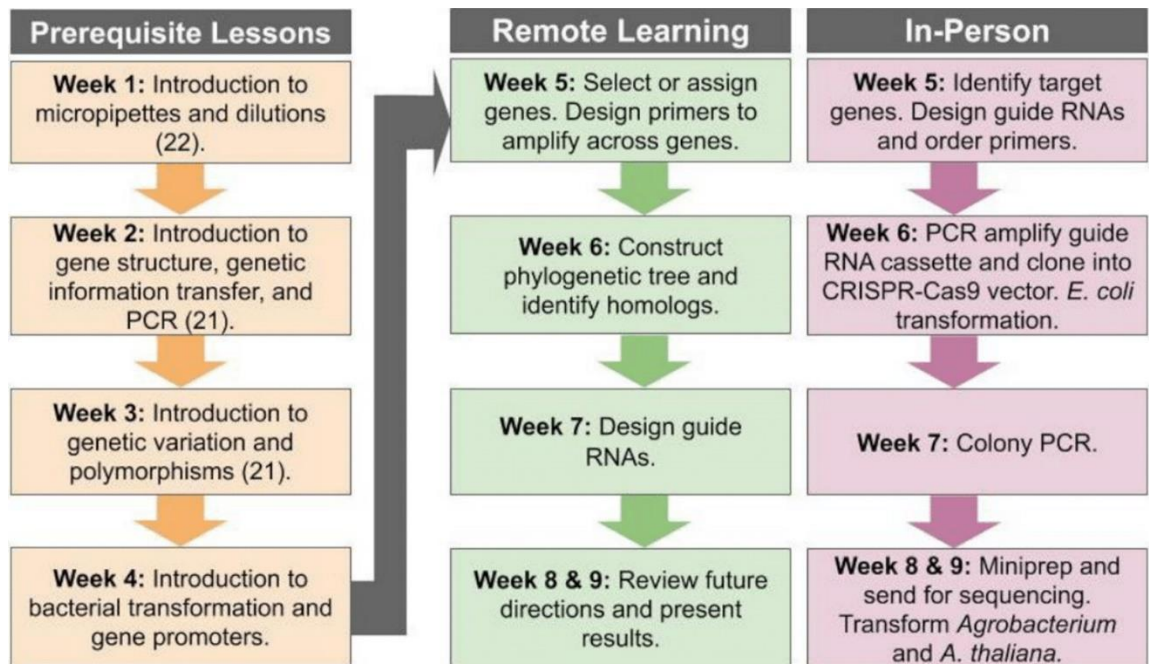 Prerequisite Lessons
Week 1: Introduction to
micropipettes and dilutions
(22).
Week 2: Introduction to
gene structure, genetic
information transfer, and
PCR (21).
Week 3: Introduction to
genetic variation and
polymorphisms (21).
Week 4: Introduction to
bacterial transformation and
gene promoters.
Remote Learning
Week 5: Select or assign
genes. Design primers to
amplify across genes.
Week 6: Construct
phylogenetic tree and
identify homologs.
Week 7: Design guide
RNAs.
Week 8 & 9: Review future
directions and present
results.
In-Person
Week 5: Identify target
genes. Design guide RNAs
and order primers.
Week 6: PCR amplify guide
RNA cassette and clone into
CRISPR-Cas9 vector. E. coli
transformation.
Week 7: Colony PCR.
Week 8 & 9: Miniprep and
send for sequencing.
Transform Agrobacterium
and A. thaliana.